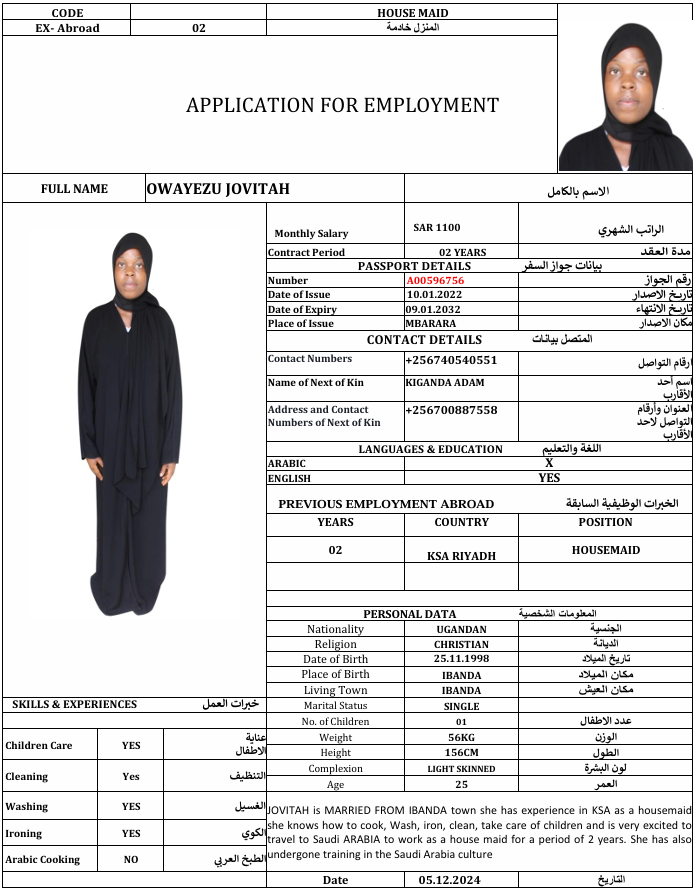 CODE HOUSE MAID
EX- Abroad 02 المنزل خادمة
APPLICATION FOR EMPLOYMENT
FULL NAME OWAYEZU JOVITAH الاسم بالكامل
Monthly Salary SAR 1100 الراتب الشهري
Contract Period 02 YEARS مدة العقد
PASSPORT DETAILS بيانات جواز السفر
Number A00596756 رقم الجواز
Date of Issue 10.01.2022 تاريخ الاصدار
Date of Expiry 09.01.2032 تاريخ الانتهاء
Place of Issue MBARARA مكان الاصدار
CONTACT DETAILS المتصل بيانات
Contact Numbers +256740540551 ارقام التواصل
Name of Next of Kin KIGANDA ADAM اسم أحد
الأقارب
Address and Contact +256700887558 العنوان وأرقام
Numbers of Next of Kin التواصل لاحد
الأقارب
LANGUAGES & EDUCATION اللغة والتعليم
ARABIC X
ENGLISH YES
PREVIOUS EMPLOYMENT ABROAD الخبرات الوظيفية السابقة
YEARS COUNTRY POSITION
02 KSA RIYADH HOUSEMAID
PERSONAL DATA المعلومات الشخصية
Nationality UGANDAN الجنسية
Religion CHRISTIAN الديانة
Date of Birth 25.11.1998 تاريخ الميلاد
Place of Birth IBANDA مكان الميلاد
Living Town IBANDA مكان العيش
Marital Status SINGLE
No. of Children 01 عدد الاطفال
Weight 56KG الوزن
Height 156CM الطول
Complexion LIGHT SKINNED لون البشرة
Age 25 العمر
SKILLS & EXPERIENCES خبرات العمل
Children Care YES عناية
الاطفال
Cleaning Yes التنظيف
Washing YES الغسيل
Ironing YES الكوي
Arabic Cooking NO الطبخ العربي
JOVITAH is MARRIED FROM IBANDA town she has experience in KSA as a housemaid
she knows how to cook, Wash, iron, clean, take care of children and is very excited to
travel to Saudi ARABIA to work as a house maid for a period of 2 years. She has also
undergone training in the Saudi Arabia culture
Date 05.12.2024 التاريخ